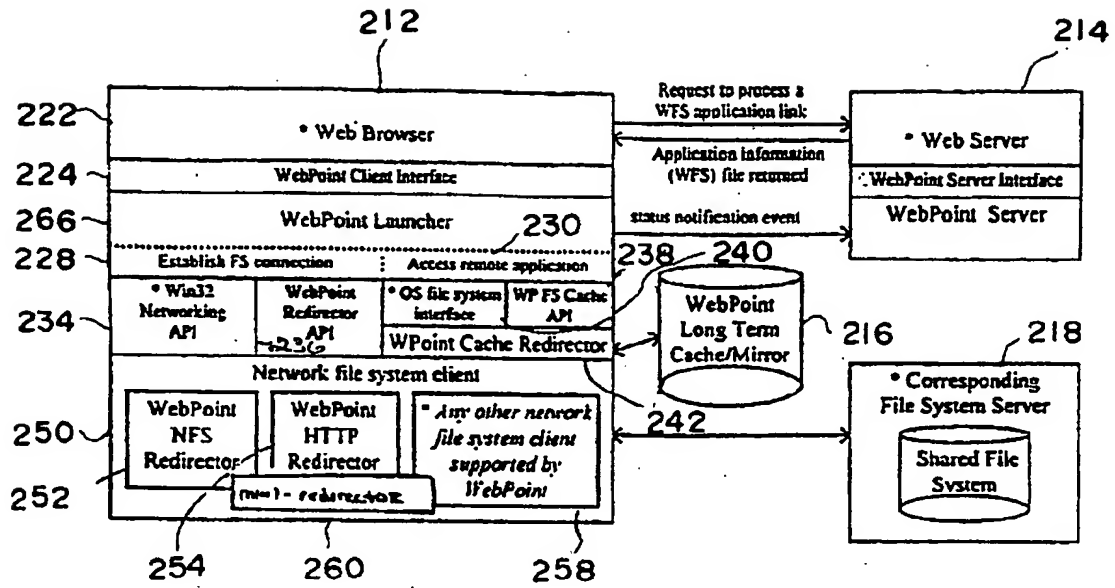 212
214
222
* Web Browser
Request to process a
WFS application link
* Web Server
Application information
(WFS) file returned
224
WebPoint Client Interface
WebPoint Server Interface
266
WebPoint Launcher
status notification event
WebPoint Server
230
228
Establish FS connection
Access remote application
238
240
234
* Win32
Networking
API
WebPoint
Redirector
API
236
* OS file system
interface
WP FS Cache
API
WPoint Cache Redirector
WebPoint
Long Term
Cache/Mirror
216
218
Network file system client
242
* Corresponding
File System Server
Shared File
System
250
WebPoint
NFS
Redirector
WebPoint
HTTP
Redirector
* Any other network
file system client
supported by
WebPoint
252
redirector
254
260
258